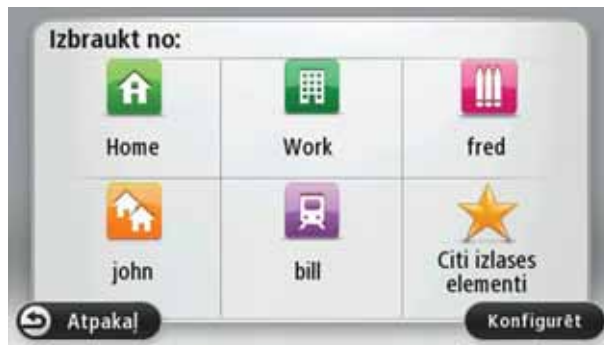 Izbraukt no:
Home
Work
fred
john
bill
Citi izlases
elementi
Atpakaļ
Konfigurēt